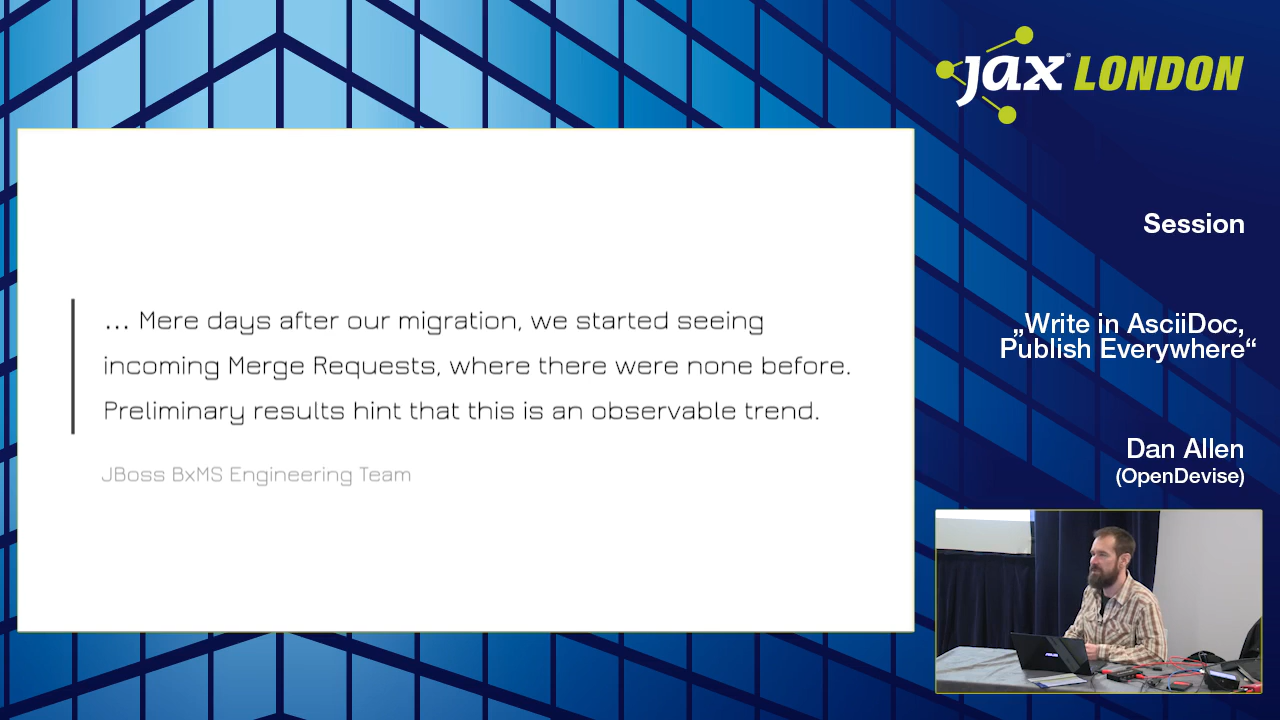 ... Mere days after our migration, we started seeing
incoming Merge Requests, where there were none before.
Preliminary results hint that this is an observable trend.
JBoss BxMS Engineering Team
jax® LONDON
Session
„Write in AsciiDoc,
Publish Everywhere“
Dan Allen
(OpenDevise)
ASUS